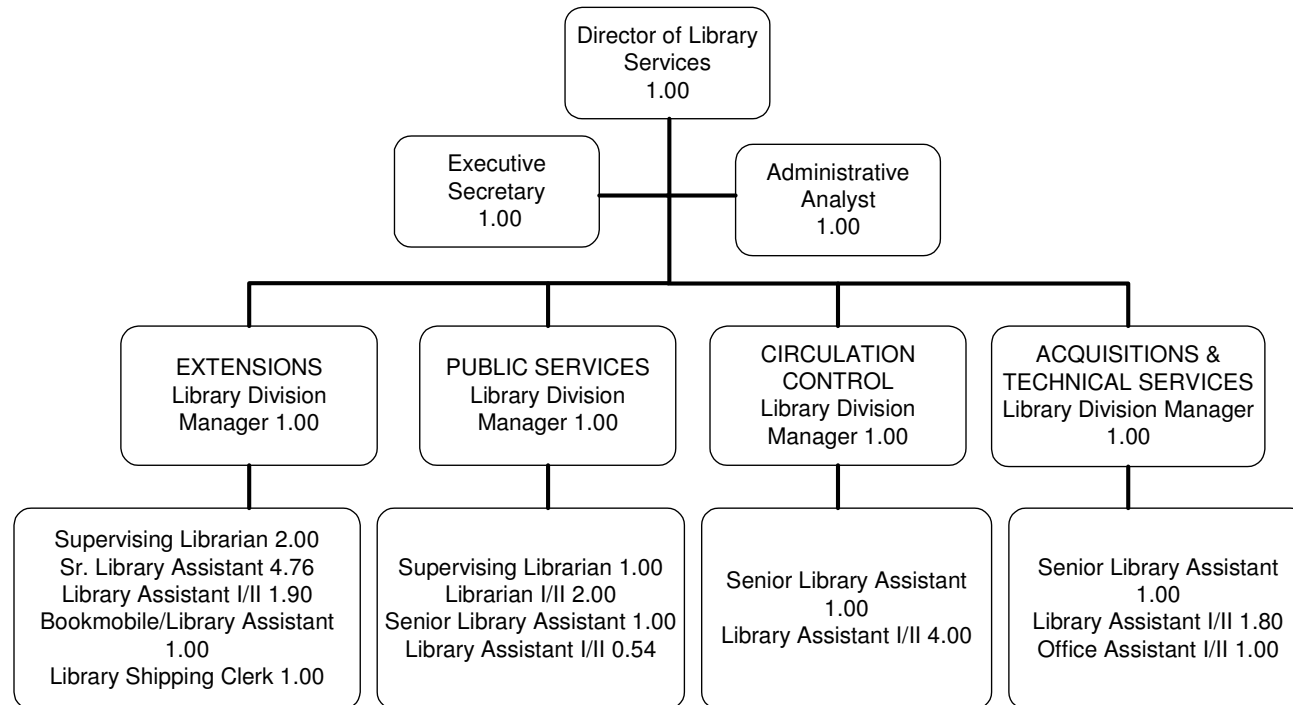 Director of Library
Services
1.00
Executive
Secretary
1.00
Administrative
Analyst
1.00
EXTENSIONS
Library Division
Manager 1.00
PUBLIC SERVICES
Library Division
Manager 1.00
CIRCULATION
CONTROL
Library Division
Manager 1.00
ACQUISITIONS &
TECHNICAL SERVICES
Library Division Manager
1.00
Supervising Librarian 2.00
Sr. Library Assistant 4.76
Library Assistant I/II 1.90
Bookmobile/Library Assistant
1.00
Library Shipping Clerk 1.00
Supervising Librarian 1.00
Librarian I/II 2.00
Senior Library Assistant 1.00
Library Assistant I/II 0.54
Senior Library Assistant
1.00
Library Assistant I/II 4.00
Senior Library Assistant
1.00
Library Assistant I/II 1.80
Office Assistant I/II 1.00